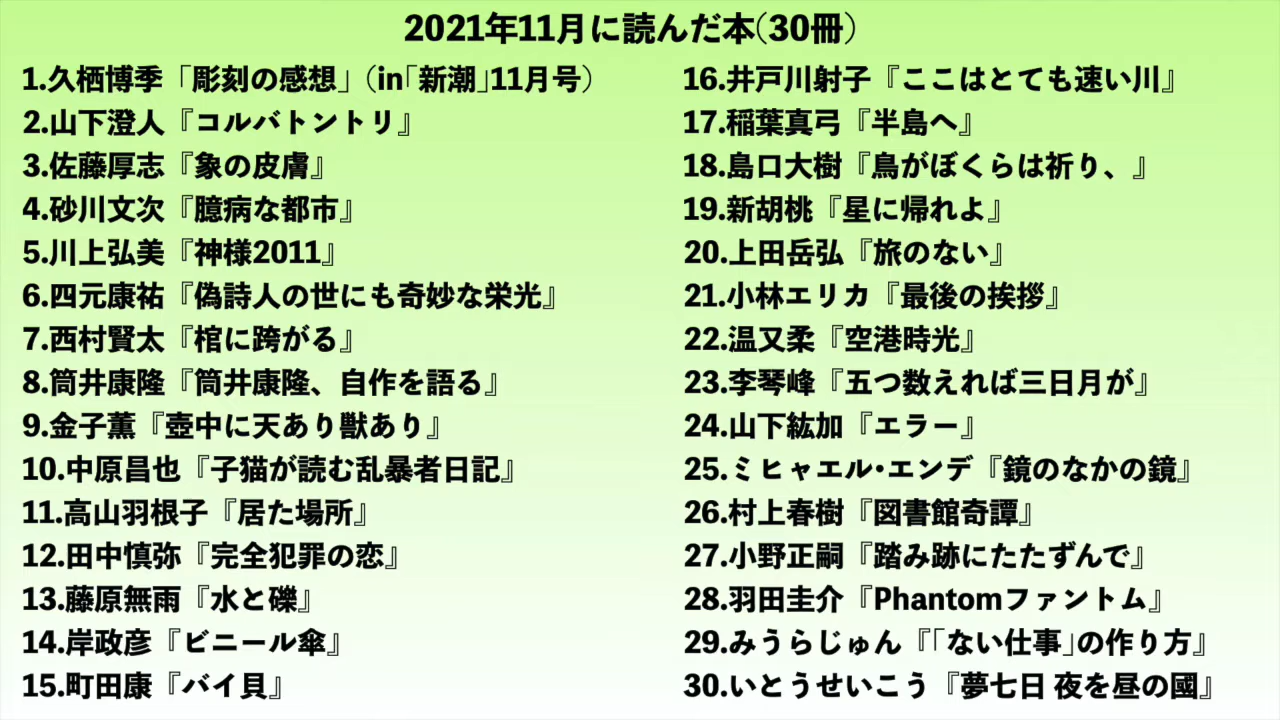 2021年11月に読んだ本(30冊)
1.久栖博季「彫刻の感想」(in「新潮」11月号)
2.山下澄人『コルバトントリ』
3.佐藤厚志『象の皮膚』
4.砂川文次『臆病な都市』
5.川上弘美『神様2011』
6.四元康祐『偽詩人の世にも奇妙な栄光』
7.西村賢太『棺に跨がる』
8.筒井康隆『筒井康隆、自作を語る』
9.金子薫『壺中に天あり獣あり』
10.中原昌也『子猫が読む乱暴者日記』
11.高山羽根子『居た場所』
12.田中慎弥『完全犯罪の恋』
13.藤原無雨『水と礫』
14.岸政彦『ビニール傘』
15.町田康『バイ貝』
16.井戸川射子『ここはとても速い川』
17.稲葉真弓『半島へ』
18.島口大樹『鳥がぼくらは祈り、』
19.新胡桃『星に帰れよ』
20.上田岳弘『旅のない』
21.小林エリカ『最後の挨拶』
22.温又柔『空港時光』
23.李琴峰『五つ数えれば三日月が』
24.山下紘加『エラー』
25.ミヒャエル・エンデ『鏡のなかの鏡』
26.村上春樹『図書館奇譚』
27.小野正嗣『踏み跡にたたずんで』
28.羽田圭介『Phantomファントム』
29.みうらじゅん『「ない仕事」の作り方』
30.いとうせいこう『夢七日 夜を昼の國』